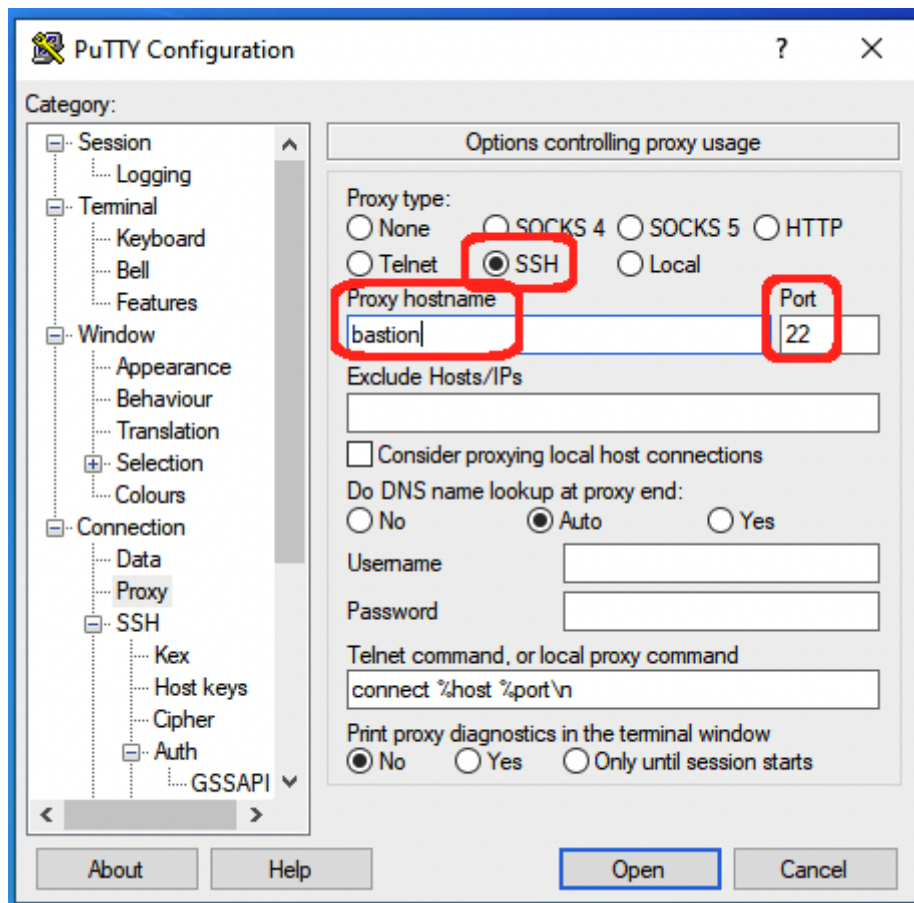 PuTTY Configuration
?
Category:
Session
Logging
Terminal
Keyboard
Bell
Features
Window
Appearance
Behaviour
Translation
Selection
Colours
Connection
Data
Proxy
SSH
Kex
Host keys
Cipher
Auth
GSSAPI
Options controlling proxy usage
Proxy type:
None SOCKS 4 SOCKS 5 HTTP
Telnet SSH Local
Proxy hostname Port
bastion 22
Exclude Hosts/IPs
Consider proxying local host connections
Do DNS name lookup at proxy end:
No Auto Yes
Username
Password
Telnet command, or local proxy command
connect %host %port\n
Print proxy diagnostics in the terminal window
No Yes Only until session starts
About Help Open Cancel